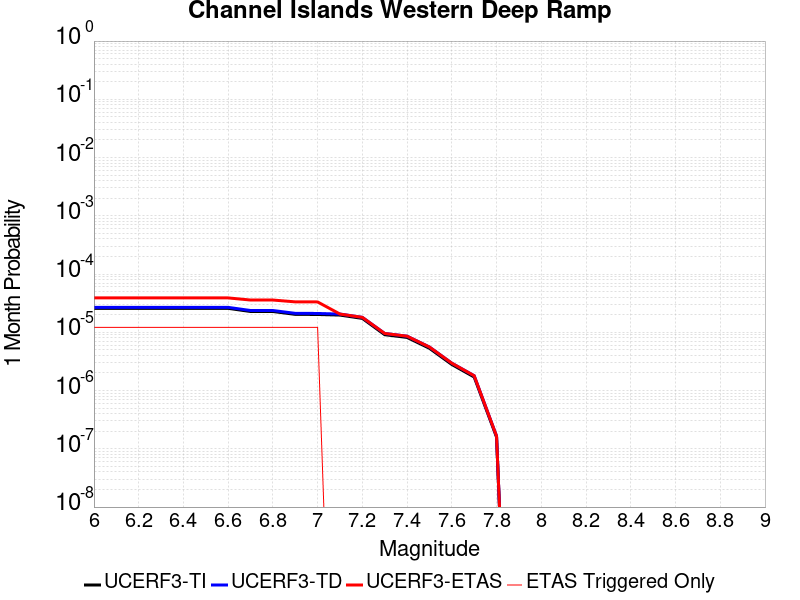 Channel Islands Western Deep Ramp
1 Month Probability
10^0
10^-1
10^-2
10^-3
10^-4
10^-5
10^-6
10^-7
10^-8
6 6.2 6.4 6.6 6.8 7 7.2 7.4 7.6 7.8 8 8.2 8.4 8.6 8.8 9
Magnitude
UCERF3-TI UCERF3-TD UCERF3-ETAS ETAS Triggered Only